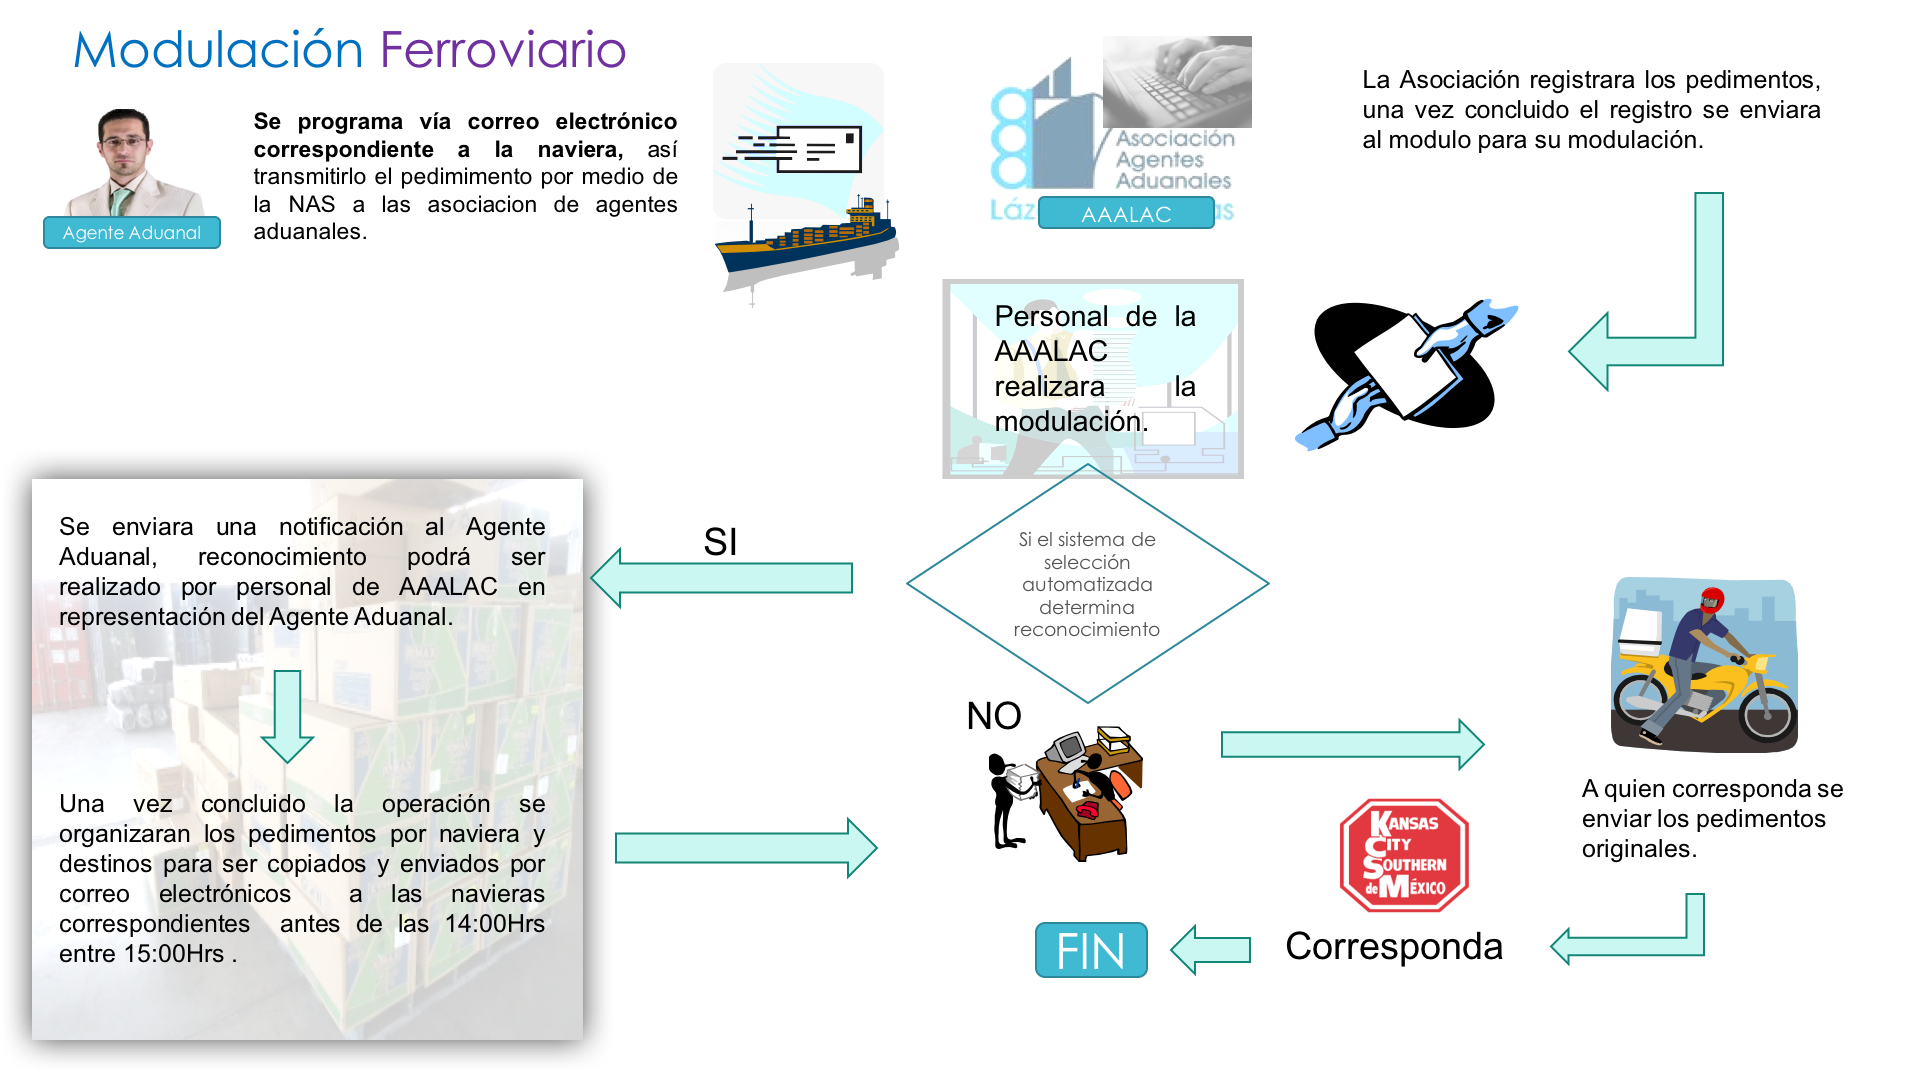 Modulación Ferroviario
Agente Aduanal
Se programa vía correo electrónico
correspondiente a la naviera, así
transmitirlo el pedimimento por medio de
la NAS a las asociacion de agentes
aduanales.
Asociación
Agentes
Aduanales
Láz
as
AAALAC
La Asociación registrara los pedimentos,
una vez concluido el registro se enviara
al modulo para su modulación.
Personal de la
AAALAC
realizara la
modulación.
Si el sistema de
selección
automatizada
determina
reconocimiento
SI
Se enviara una notificación al Agente
Aduanal, reconocimiento podrá ser
realizado por personal de AAALAC en
representación del Agente Aduanal.
Una vez concluido la operación se
organizaran los pedimentos por naviera y
destinos para ser copiados y enviados por
correo electrónicos a las navieras
correspondientes antes de las 14:00Hrs
entre 15:00Hrs .
NO
A quien corresponda se
enviar los pedimentos
originales.
KANSAS
CITY
SOUTHERN
de MÉXICO
Corresponda
FIN